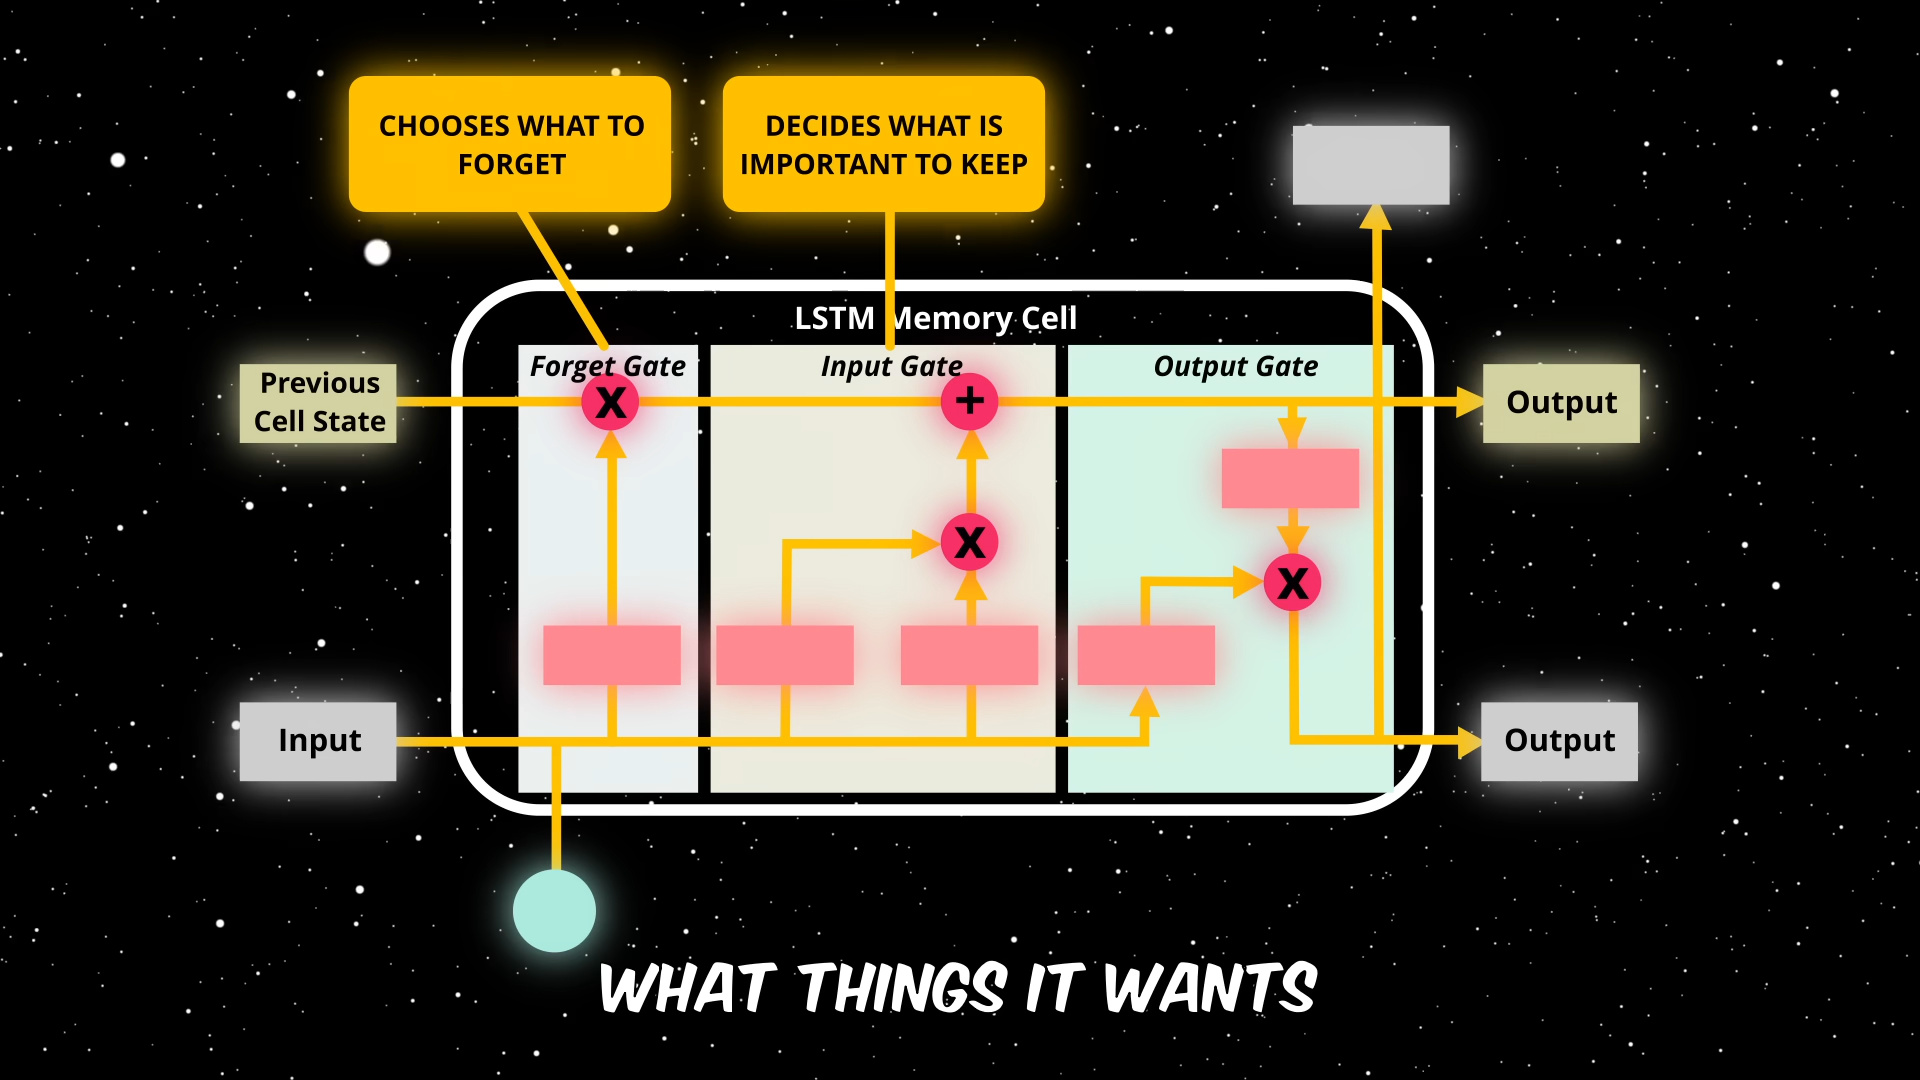 CHOOSES WHAT TO
FORGET
DECIDES WHAT IS
IMPORTANT TO KEEP
LSTM Memory Cell
Forget Gate
Input Gate
Output Gate
Previous
Cell State
X
+
Output
X
X
Input
Output
WHAT THINGS IT WANTS